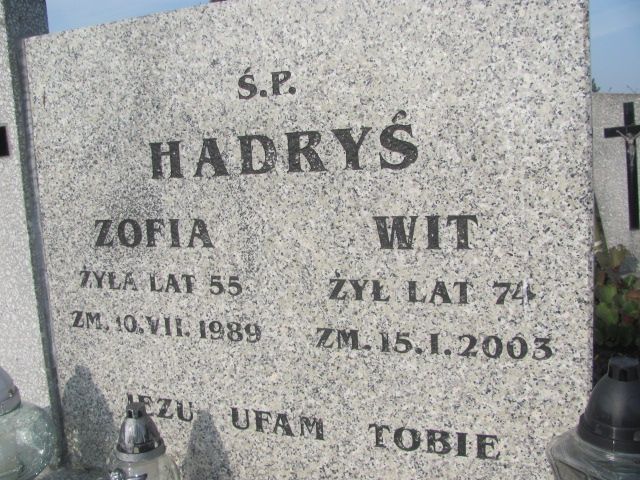 Ś.P.
HADRYŚ
ZOFIA WIT
ŻYŁA LAT 55 ŻYŁ LAT 74
ZM. 10.VII.1989 ZM. 15.I.2003
JEZU UFAM TOBIE